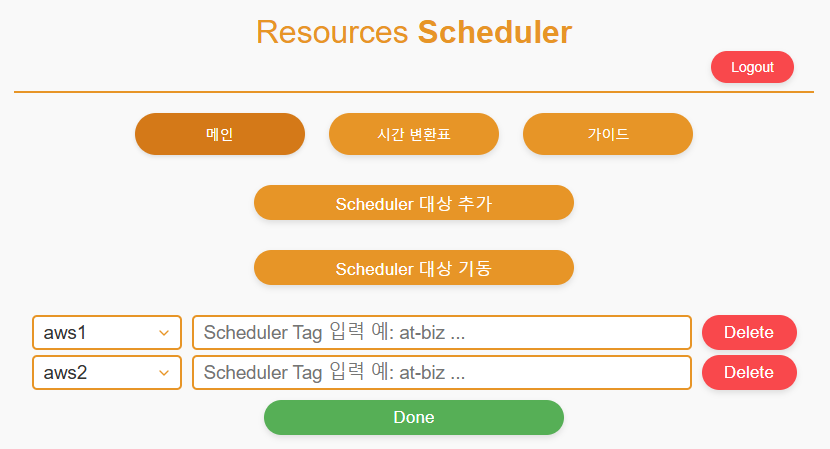 Resources Scheduler
Logout
메인 시간 변환표 가이드
Scheduler 대상 추가
Scheduler 대상 기동
aws1 Scheduler Tag 입력 예: at-biz ... Delete
aws2 Scheduler Tag 입력 예: at-biz ... Delete
Done